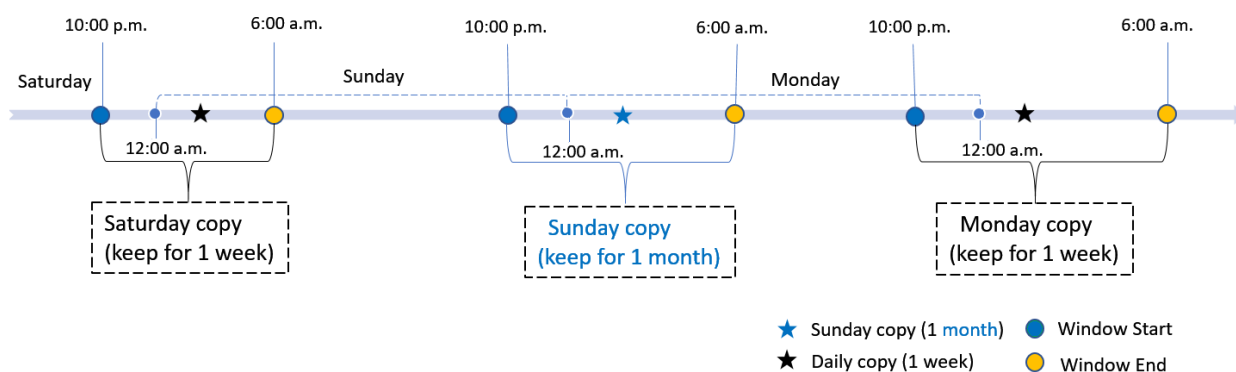 10:00 p.m.
6:00 a.m.
10:00 p.m.
6:00 a.m.
10:00 p.m.
6:00 a.m.
Saturday
Sunday
Monday
12:00 a.m.
12:00 a.m.
12:00 a.m.
Saturday copy
(keep for 1 week)
Sunday copy
(keep for 1 month)
Monday copy
(keep for 1 week)
Sunday copy (1 month)
Window Start
Daily copy (1 week)
Window End